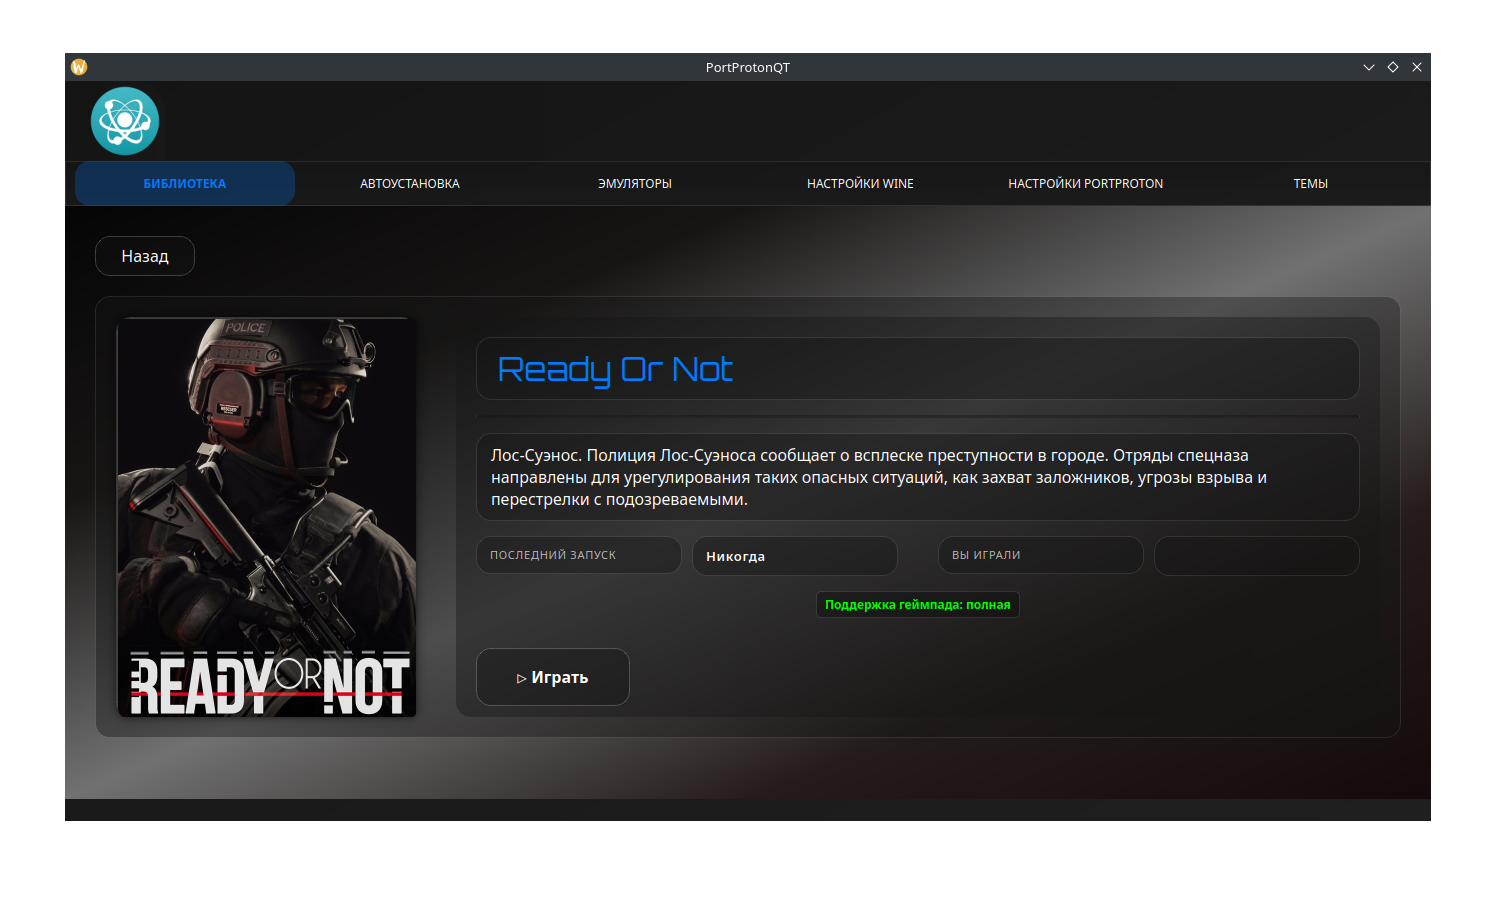 PortProtonQT
БИБЛИОТЕКА
АВТОУСТАНОВКА
ЭМУЛЯТОРЫ
НАСТРОЙКИ WINE
НАСТРОЙКИ PORTPROTON
ТЕМЫ
Назад
POLICE
READY OR NOT
Ready Or Not
Лос-Суэнос. Полиция Лос-Суэноса сообщает о всплеске преступности в городе. Отряды спецназа
направлены для урегулирования таких опасных ситуаций, как захват заложников, угрозы взрыва и
перестрелки с подозреваемыми.
ПОСЛЕДНИЙ ЗАПУСК
Никогда
ВЫ ИГРАЛИ
Поддержка геймпада: полная
▷ Играть